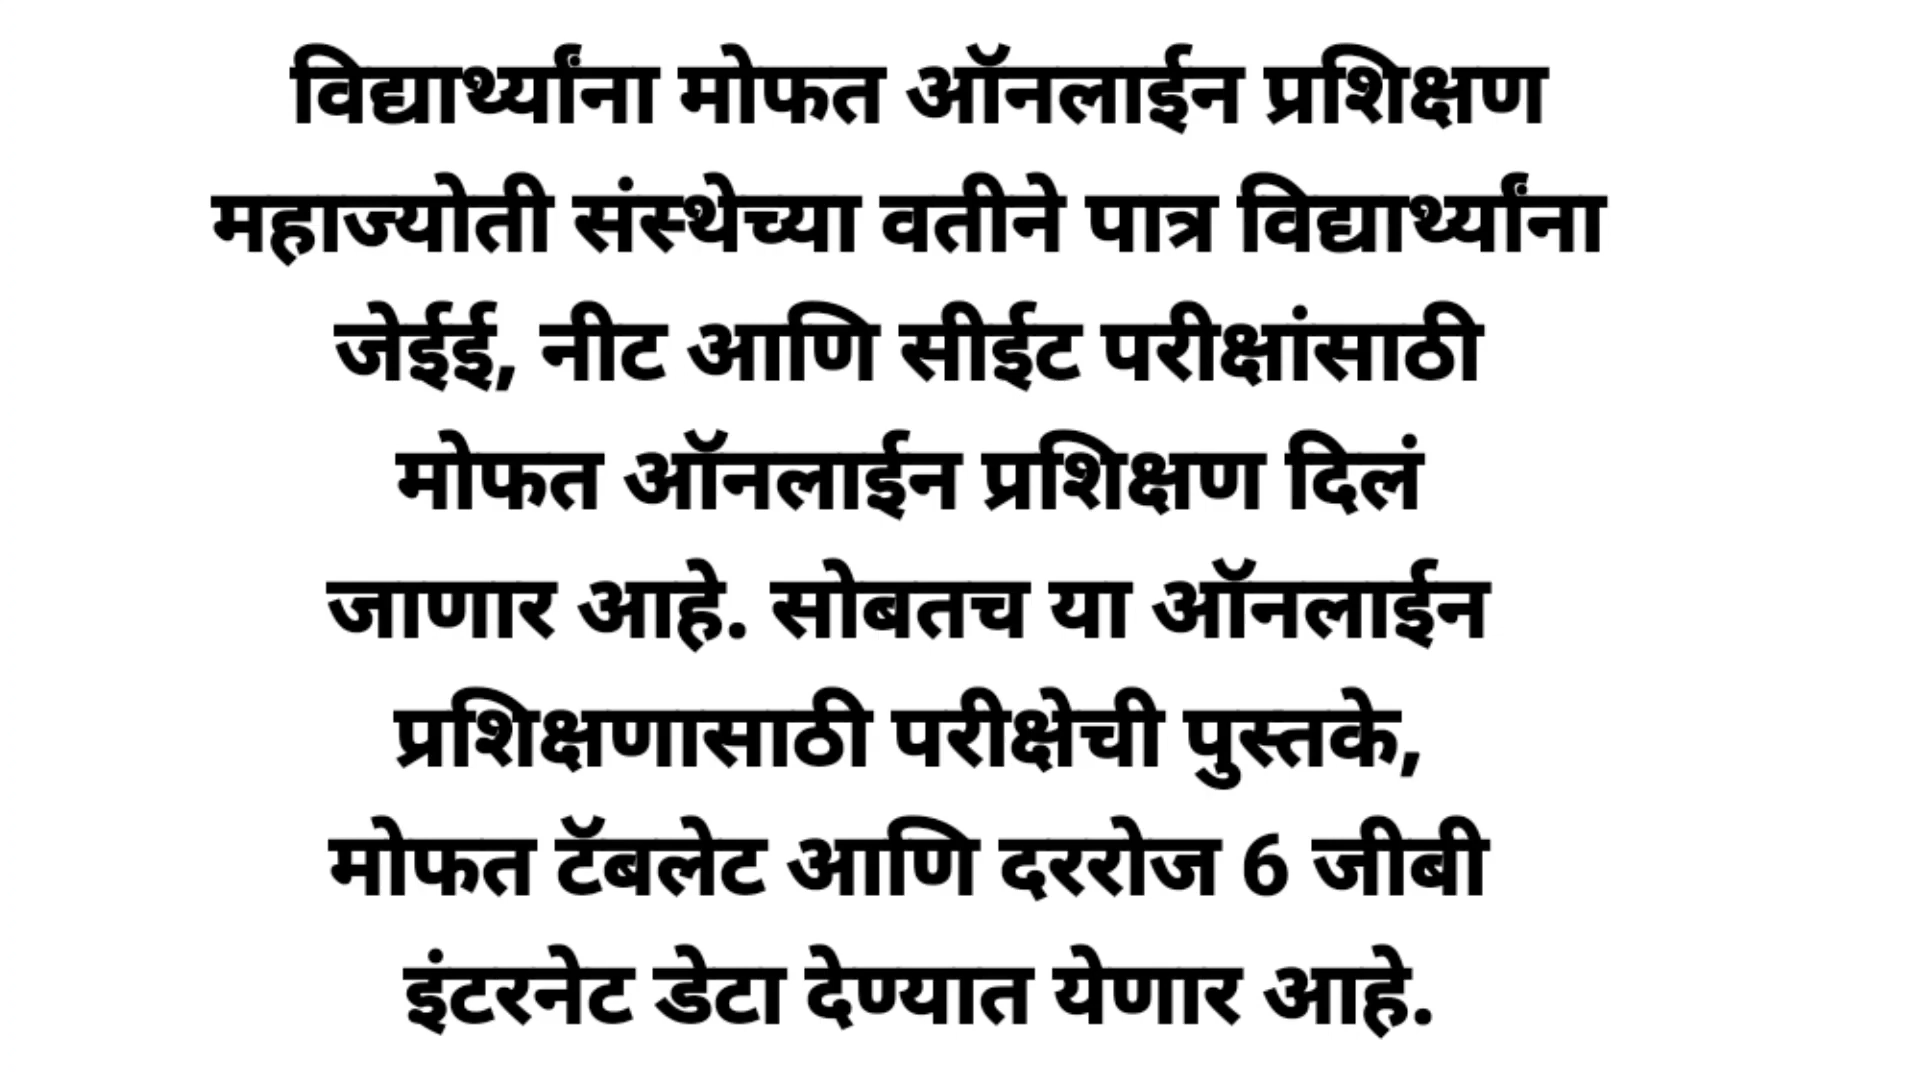 विद्यार्थ्यांना मोफत ऑनलाईन प्रशिक्षण
महाज्योती संस्थेच्या वतीने पात्र विद्यार्थ्यांना
जेईई, नीट आणि सीईट परीक्षांसाठी
मोफत ऑनलाईन प्रशिक्षण दिलं
जाणार आहे. सोबतच या ऑनलाईन
प्रशिक्षणासाठी परीक्षेची पुस्तके,
मोफत टॅबलेट आणि दररोज 6 जीबी
इंटरनेट डेटा देण्यात येणार आहे.